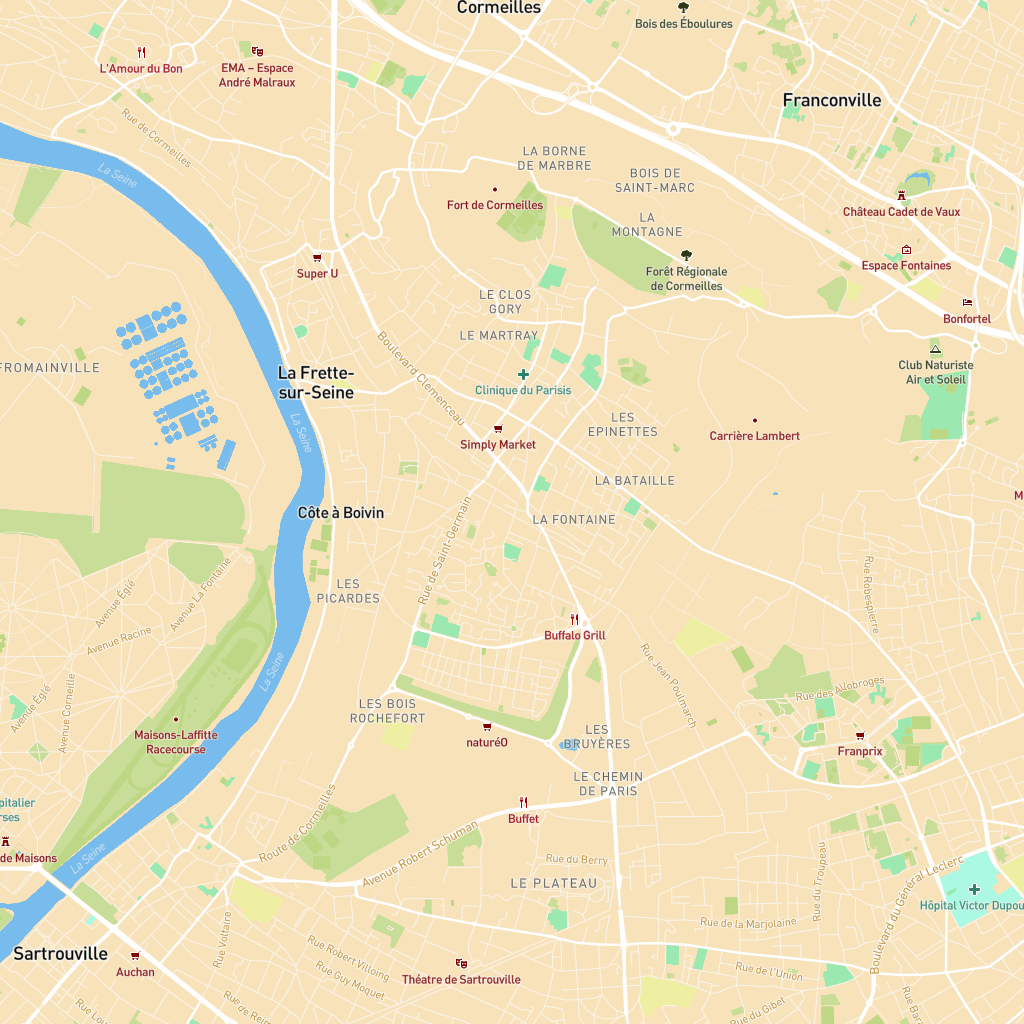 Cormeilles
Bois des Éboulures
L'Amour du Bon
EMA – Espace
André Malraux
Franconville
Rue de Cormeilles
LA BORNE
DE MARBRE
La Seine
BOIS DE
SAINT-MARC
Fort de Cormeilles
LA
MONTAGNE
Château Cadet de Vaux
Super U
Forêt Régionale
de Cormeilles
Espace Fontaines
LE CLOS
GORY
Bonfortel
LE MARTRAY
FROMAINVILLE
La Frette-
sur-Seine
Boulevard Clemenceau
Clinique du Parisis
Club Naturiste
Air et Soleil
La Seine
LES
EPINETTES
Simply Market
Carrière Lambert
LA BATAILLE
Côte à Boivin
LA FONTAINE
Rue de Saint-Germain
Avenue Églé
Avenue La Fontaine
LES
PICARDES
Rue Robespierre
Avenue Racine
Buffalo Grill
La Seine
Rue Jean Poulmarch
Avenue Églé
Avenue Corneille
Rue des Allobroges
LES BOIS
ROCHEFORT
Maisons-Laffitte
Racecourse
naturéO
LES
BRUYÈRES
Franprix
LE CHEMIN
DE PARIS
Buffet
Route de Cormeilles
de Maisons
La Seine
Avenue Robert Schuman
Rue du Berry
LE PLATEAU
Rue du Troupeau
Boulevard du Général Leclerc
Hôpital Victor Dupou
Rue Voltaire
Rue de la Marjolaine
Sartrouville
Auchan
Rue Robert Villoing
Rue Guy Moquet
Théatre de Sartrouville
Rue de l'Union
Rue du Gibet